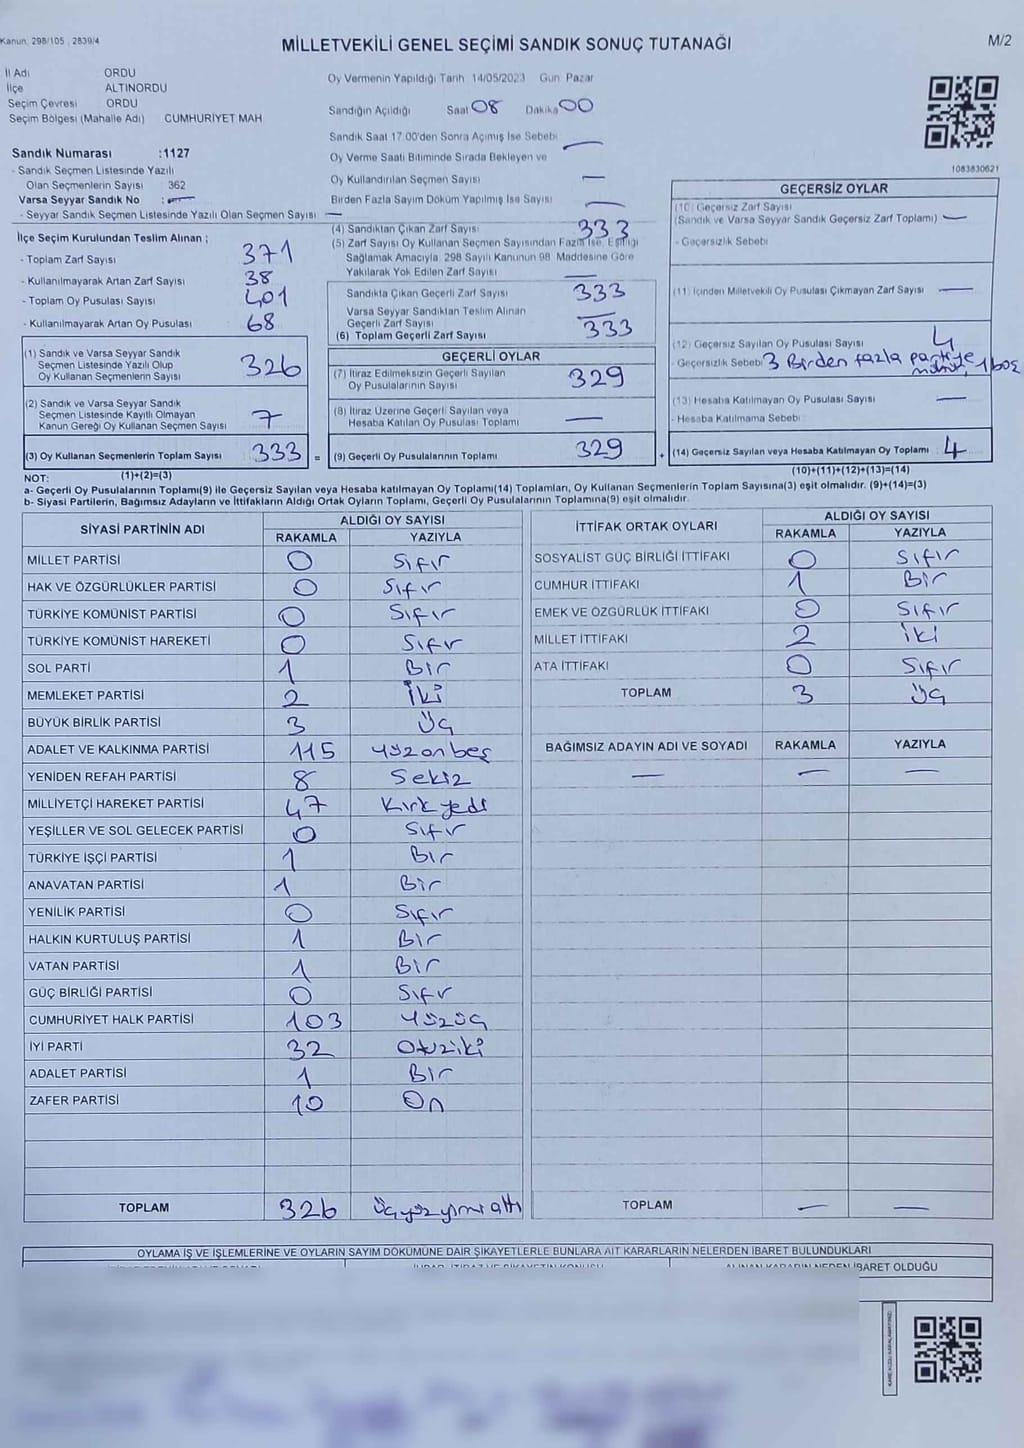 Kanun: 298/105 , 2839/4
MİLLETVEKİLİ GENEL SEÇİMİ SANDIK SONUÇ TUTANAĞI
M/2
İl Adı ORDU
İlçe ALTINORDU
Seçim Çevresi ORDU
Seçim Bölgesi (Mahalle Adı) CUMHURİYET MAH
Sandık Numarası :1127
- Sandık Seçmen Listesinde Yazılı
Olan Seçmenlerin Sayısı 362
Varsa Seyyar Sandık No : —
- Seyyar Sandık Seçmen Listesinde Yazılı Olan Seçmen Sayısı —
Oy Vermenin Yapıldığı Tarih 14/05/2023 Gün Pazar
Sandığın Açıldığı Saat 08 Dakika 00
Sandık Saat 17:00'den Sonra Açılmış İse Sebebi —
Oy Verme Saati Bitiminde Sırada Bekleyen ve
Oy Kullandırılan Seçmen Sayısı —
Birden Fazla Sayım Döküm Yapılmış İse Sayısı —
1083830621
İlçe Seçim Kurulundan Teslim Alınan ;
- Toplam Zarf Sayısı 371
- Kullanılmayarak Artan Zarf Sayısı 38
- Toplam Oy Pusulası Sayısı 401
- Kullanılmayarak Artan Oy Pusulası 68
(1) Sandık ve Varsa Seyyar Sandık
Seçmen Listesinde Yazılı Olup
Oy Kullanan Seçmenlerin Sayısı 326
(2) Sandık ve Varsa Seyyar Sandık
Seçmen Listesinde Kayıtlı Olmayan
Kanun Gereği Oy Kullanan Seçmen Sayısı 7
(3) Oy Kullanan Seçmenlerin Toplam Sayısı 333 =
(4) Sandıktan Çıkan Zarf Sayısı 333
(5) Zarf Sayısı Oy Kullanan Seçmen Sayısından Fazla İse, Eşitliği
Sağlamak Amacıyla 298 Sayılı Kanunun 98. Maddesine Göre
Yakılarak Yok Edilen Zarf Sayısı —
Sandıkta Çıkan Geçerli Zarf Sayısı 333
Varsa Seyyar Sandıktan Teslim Alınan
Geçerli Zarf Sayısı —
(6) Toplam Geçerli Zarf Sayısı 333
GEÇERLİ OYLAR
(7) İtiraz Edilmeksizin Geçerli Sayılan
Oy Pusulalarının Sayısı 329
(8) İtiraz Üzerine Geçerli Sayılan veya
Hesaba Katılan Oy Pusulası Toplamı —
(9) Geçerli Oy Pusulalarının Toplamı 329 +
GEÇERSİZ OYLAR
(10) Geçersiz Zarf Sayısı
(Sandık ve Varsa Seyyar Sandık Geçersiz Zarf Toplamı) —
- Geçersizlik Sebebi
(11) İçinden Milletvekili Oy Pusulası Çıkmayan Zarf Sayısı —
(12) Geçersiz Sayılan Oy Pusulası Sayısı 4
- Geçersizlik Sebebi 3 Birden fazla partiye
mühür, 1 boş
(13) Hesaba Katılmayan Oy Pusulası Sayısı —
- Hesaba Katılmama Sebebi
(14) Geçersiz Sayılan veya Hesaba Katılmayan Oy Toplamı : 4
NOT: (1)+(2)=(3)
(10)+(11)+(12)+(13)=(14)
a- Geçerli Oy Pusulalarının Toplamı(9) ile Geçersiz Sayılan veya Hesaba katılmayan Oy Toplamı(14) Toplamları, Oy Kullanan Seçmenlerin Toplam Sayısına(3) eşit olmalıdır. (9)+(14)=(3)
b- Siyasi Partilerin, Bağımsız Adayların ve İttifakların Aldığı Ortak Oyların Toplamı, Geçerli Oy Pusulalarının Toplamına(9) eşit olmalıdır.
SİYASİ PARTİNİN ADI ALDIĞI OY SAYISI
RAKAMLA YAZIYLA
MİLLET PARTİSİ 0 Sıfır
HAK VE ÖZGÜRLÜKLER PARTİSİ 0 Sıfır
TÜRKİYE KOMÜNİST PARTİSİ 0 Sıfır
TÜRKİYE KOMÜNİST HAREKETİ 0 Sıfır
SOL PARTİ 1 Bir
MEMLEKET PARTİSİ 2 İki
BÜYÜK BİRLİK PARTİSİ 3 Üç
ADALET VE KALKINMA PARTİSİ 115 Yüzonbeş
YENİDEN REFAH PARTİSİ 8 Sekiz
MİLLİYETÇİ HAREKET PARTİSİ 47 Kırkyedi
YEŞİLLER VE SOL GELECEK PARTİSİ 0 Sıfır
TÜRKİYE İŞÇİ PARTİSİ 1 Bir
ANAVATAN PARTİSİ 1 Bir
YENİLİK PARTİSİ 0 Sıfır
HALKIN KURTULUŞ PARTİSİ 1 Bir
VATAN PARTİSİ 1 Bir
GÜÇ BİRLİĞİ PARTİSİ 0 Sıfır
CUMHURİYET HALK PARTİSİ 103 Yüzüç
İYİ PARTİ 32 Otuziki
ADALET PARTİSİ 1 Bir
ZAFER PARTİSİ 10 On
TOPLAM 326 Üçyüzyirmialtı
İTTİFAK ORTAK OYLARI ALDIĞI OY SAYISI
RAKAMLA YAZIYLA
SOSYALİST GÜÇ BİRLİĞİ İTTİFAKI 0 Sıfır
CUMHUR İTTİFAKI 1 Bir
EMEK VE ÖZGÜRLÜK İTTİFAKI 0 Sıfır
MİLLET İTTİFAKI 2 İki
ATA İTTİFAKI 0 Sıfır
TOPLAM 3 Üç
BAĞIMSIZ ADAYIN ADI VE SOYADI RAKAMLA YAZIYLA
— — —
TOPLAM — —
OYLAMA İŞ VE İŞLEMLERİNE VE OYLARIN SAYIM DÖKÜMÜNE DAİR ŞİKAYETLERLE BUNLARA AİT KARARLARIN NELERDEN İBARET BULUNDUKLARI
ALINAN KARARIN NEDEN İBARET OLDUĞU